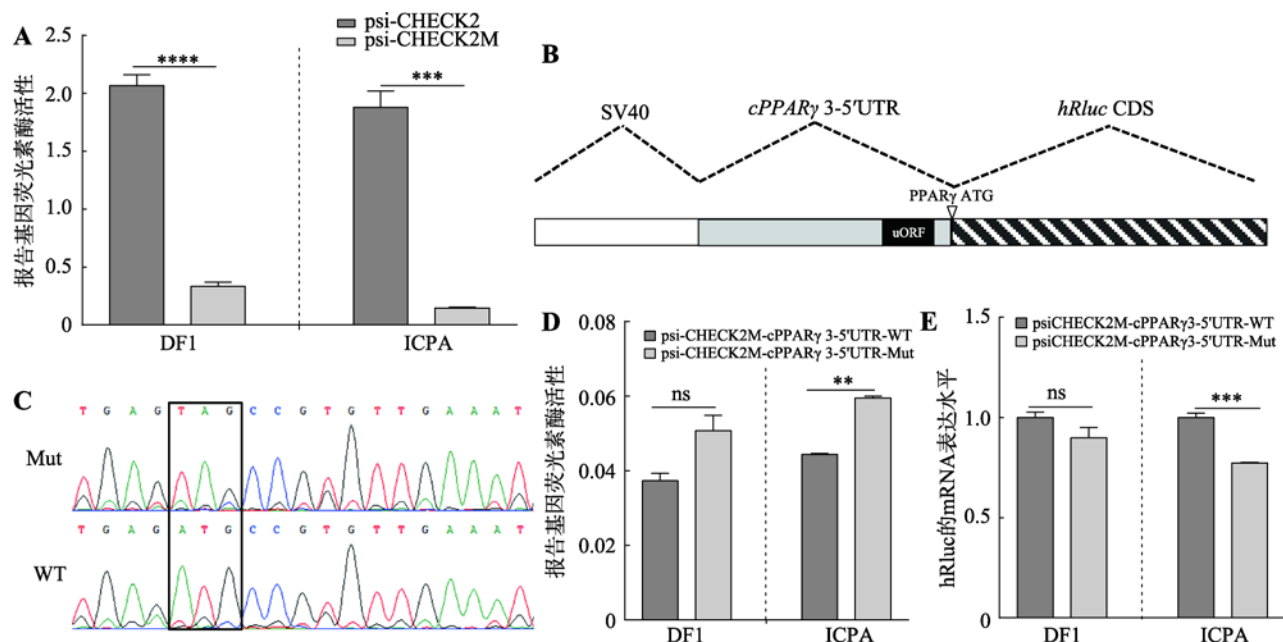 A
psi-CHECK2
psi-CHECK2M
报告基因荧光素酶活性
2.5
2.0
1.5
1.0
0.5
0
****
***
DF1
ICPA
B
SV40
cPPARγ 3-5′UTR
hRluc CDS
PPARγ ATG
uORF
C
T G A G T A G C C G T G T T G A A A T
Mut
T G A G A T G C C G T G T T G A A A T
WT
D
psi-CHECK2M-cPPARγ 3-5′UTR-WT
psi-CHECK2M-cPPARγ 3-5′UTR-Mut
报告基因荧光素酶活性
0.08
0.06
0.04
0.02
0
ns
**
DF1
ICPA
E
psiCHECK2M-cPPARγ3-5′UTR-WT
psiCHECK2M-cPPARγ3-5′UTR-Mut
hRluc的mRNA表达水平
1.5
1.0
0.5
0
ns
***
DF1
ICPA